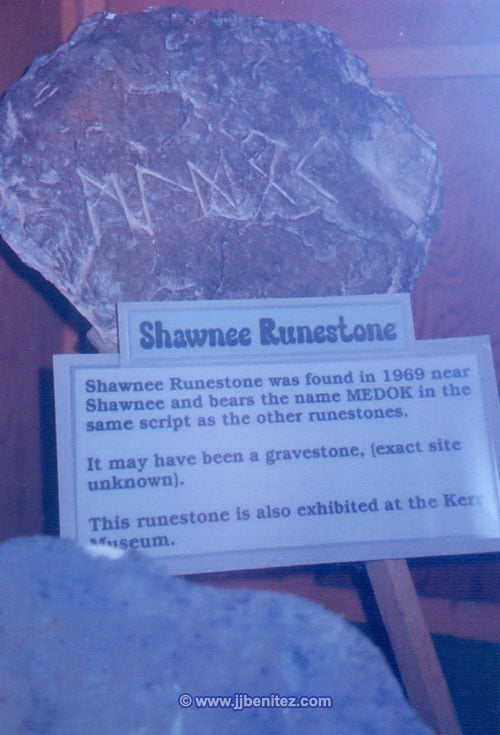 ᛗᛖᛞᛟᚲ
Shawnee Runestone
Shawnee Runestone was found in 1969 near
Shawnee and bears the name MEDOK in the
same script as the other runestones.
It may have been a gravestone, (exact site
unknown).
This runestone is also exhibited at the Kerr
Museum.
© www.jjbenitez.com